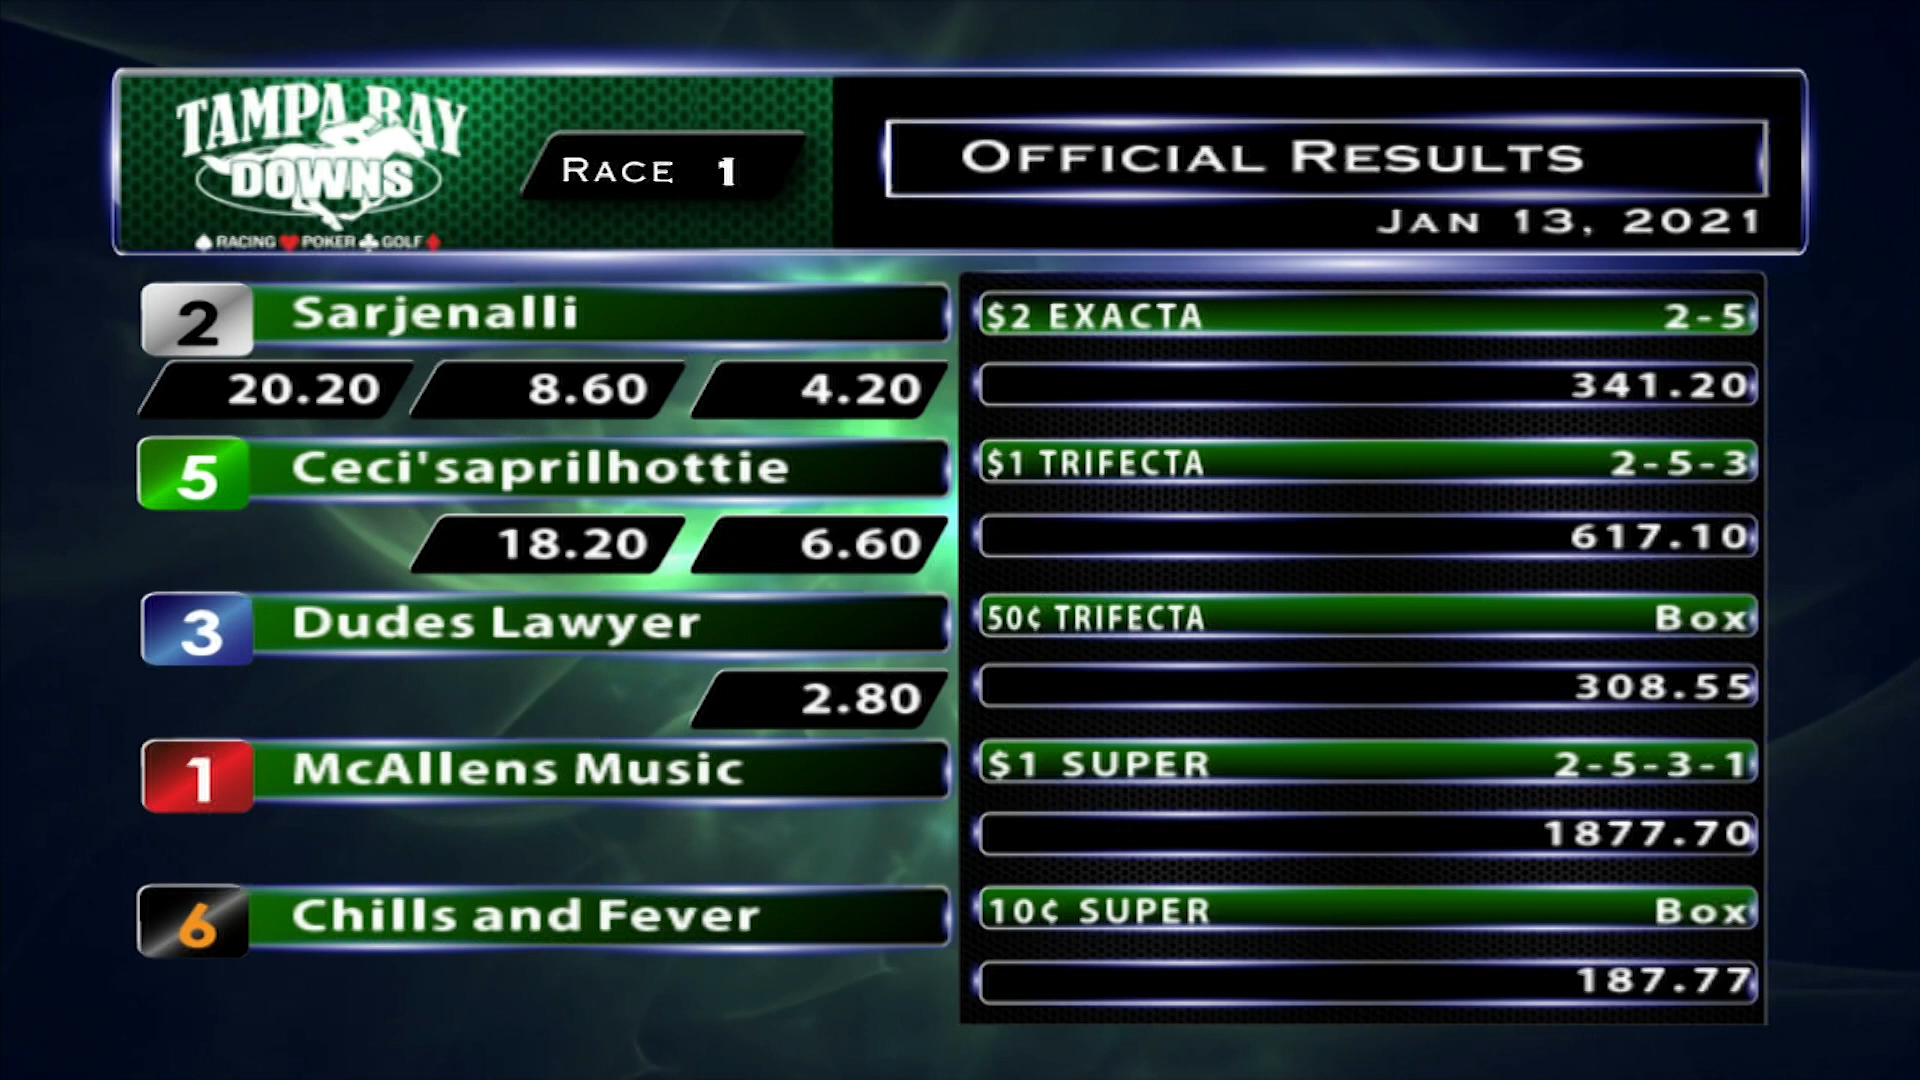 TAMPA BAY
DOWNS
RACING POKER GOLF
RACE 1
OFFICIAL RESULTS
JAN 13, 2021
2 Sarjenalli
20.20 8.60 4.20
5 Ceci'saprilhottie
18.20 6.60
3 Dudes Lawyer
2.80
1 McAllens Music
6 Chills and Fever
$2 EXACTA 2-5
341.20
$1 TRIFECTA 2-5-3
617.10
50¢ TRIFECTA Box
308.55
$1 SUPER 2-5-3-1
1877.70
10¢ SUPER Box
187.77